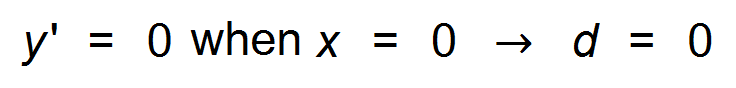 y' = 0 when x = 0 → d = 0